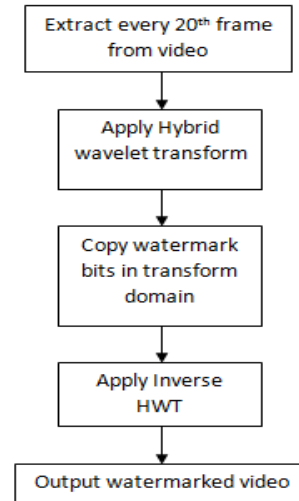 Extract every 20th frame
from video
Apply Hybrid
wavelet transform
Copy watermark
bits in transform
domain
Apply Inverse
HWT
Output watermarked video